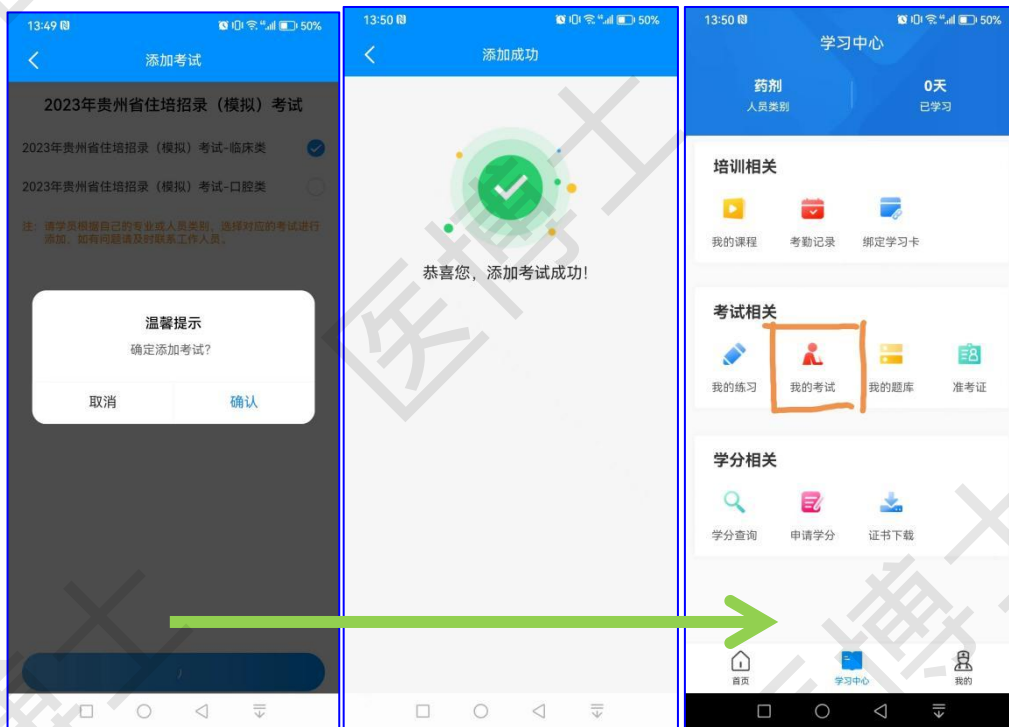 13:49
50%
添加考试
2023年贵州省住培招录（模拟）考试
2023年贵州省住培招录（模拟）考试-临床类
2023年贵州省住培招录（模拟）考试-口腔类
注：请学员根据自己的专业或人员类别，选择对应的考试进行
添加，如有问题请及时联系工作人员。
温馨提示
确定添加考试?
取消 确认
13:50
50%
添加成功
恭喜您，添加考试成功!
13:50
50%
学习中心
药剂 0天
人员类别 已学习
培训相关
我的课程 考勤记录 绑定学习卡
考试相关
我的练习 我的考试 我的题库 准考证
学分相关
学分查询 申请学分 证书下载
首页 学习中心 我的
医博士